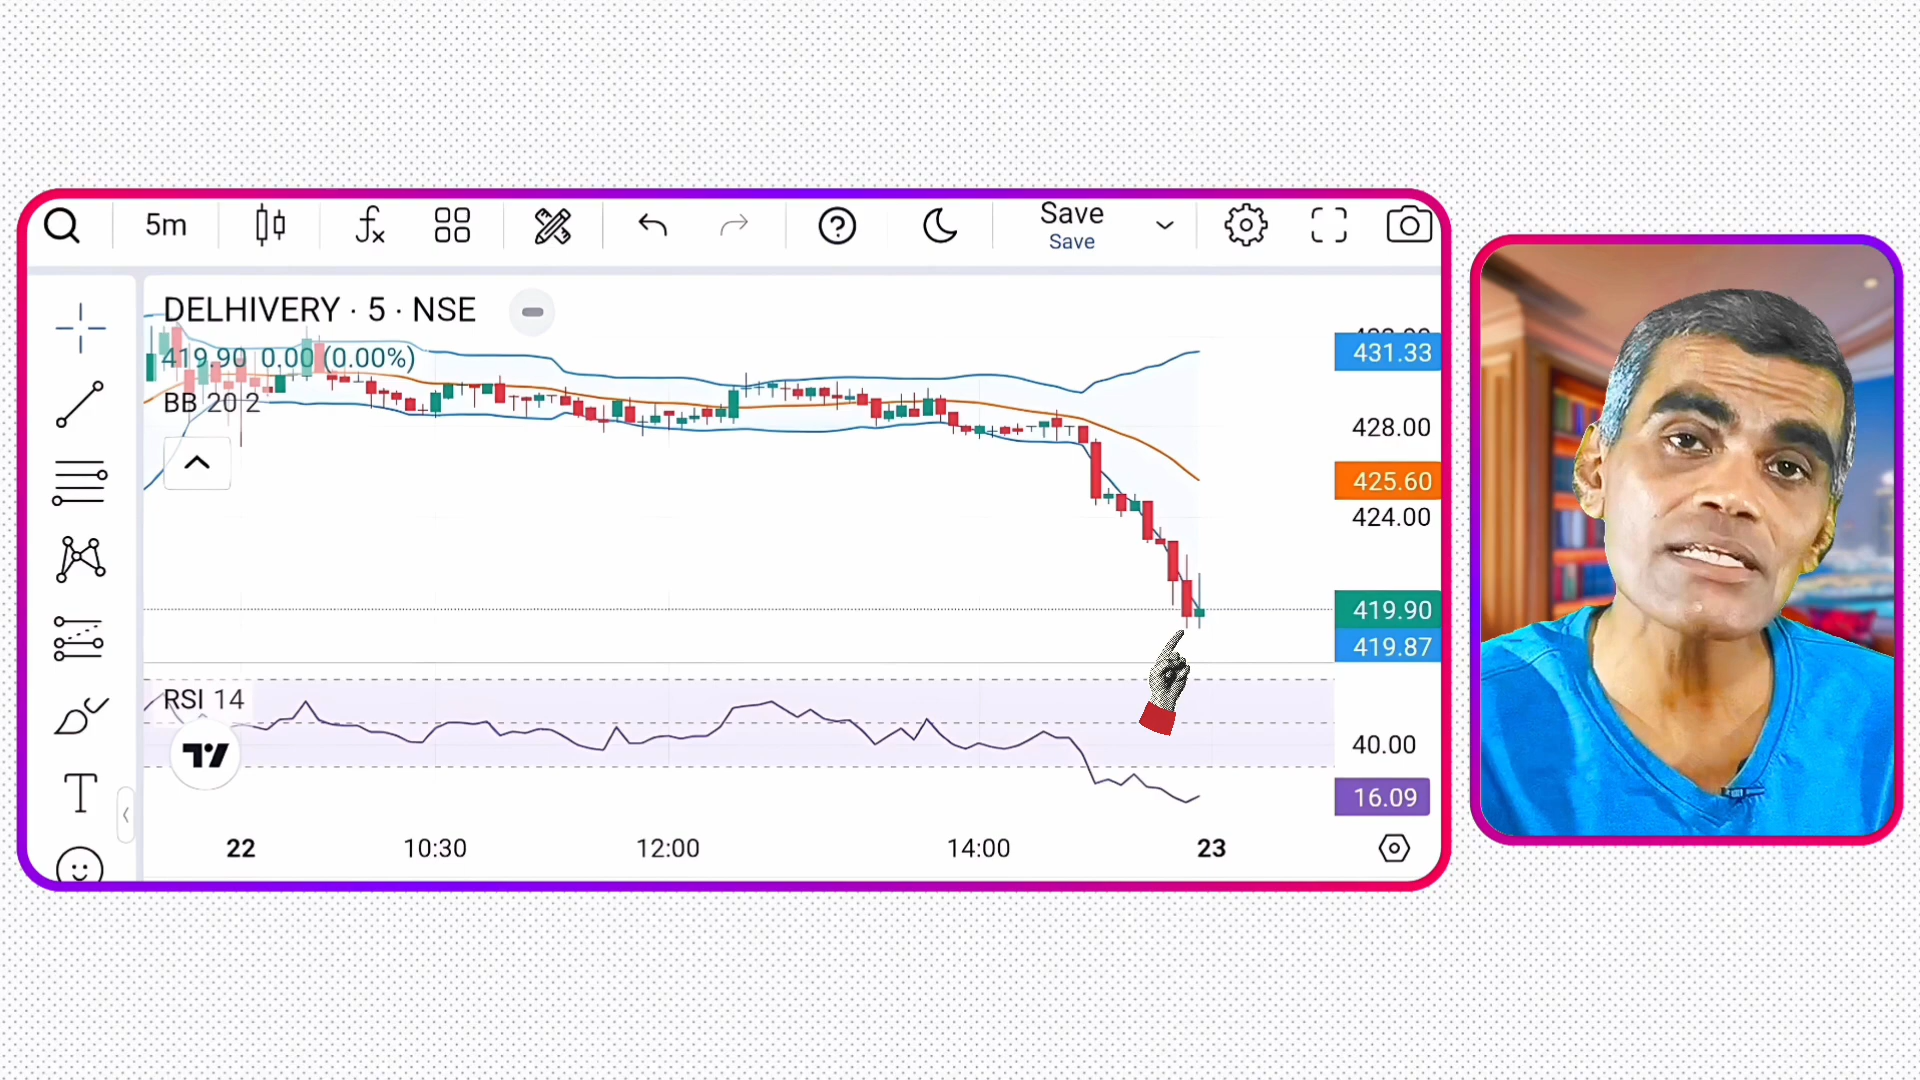 5m
Save
Save
DELHIVERY · 5 · NSE
419.90 0.00 (0.00%)
BB 20 2
431.33
428.00
425.60
424.00
419.90
419.87
RSI 14
40.00
16.09
22
10:30
12:00
14:00
23